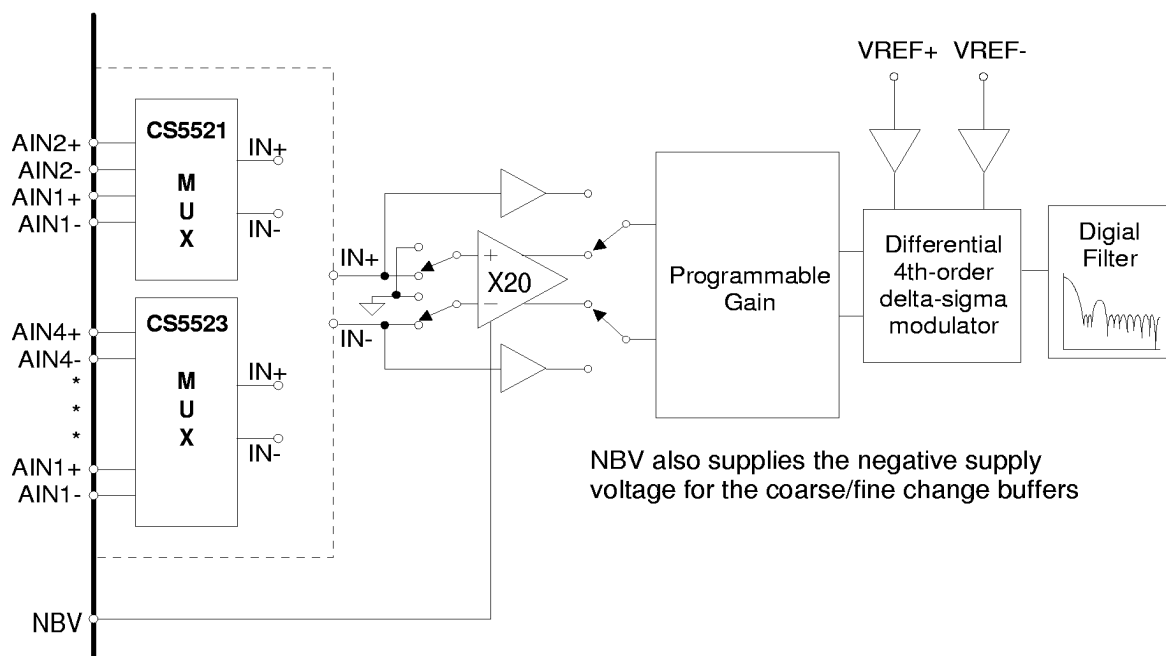 VREF+
VREF-
CS5521
M
U
X
AIN2+
AIN2-
AIN1+
AIN1-
IN+
IN-
CS5523
M
U
X
AIN4+
AIN4-
*
*
*
AIN1+
AIN1-
IN+
IN-
IN+
IN-
+
X20
−
Programmable
Gain
Differential
4th-order
delta-sigma
modulator
Digial
Filter
NBV also supplies the negative supply
voltage for the coarse/fine change buffers
NBV